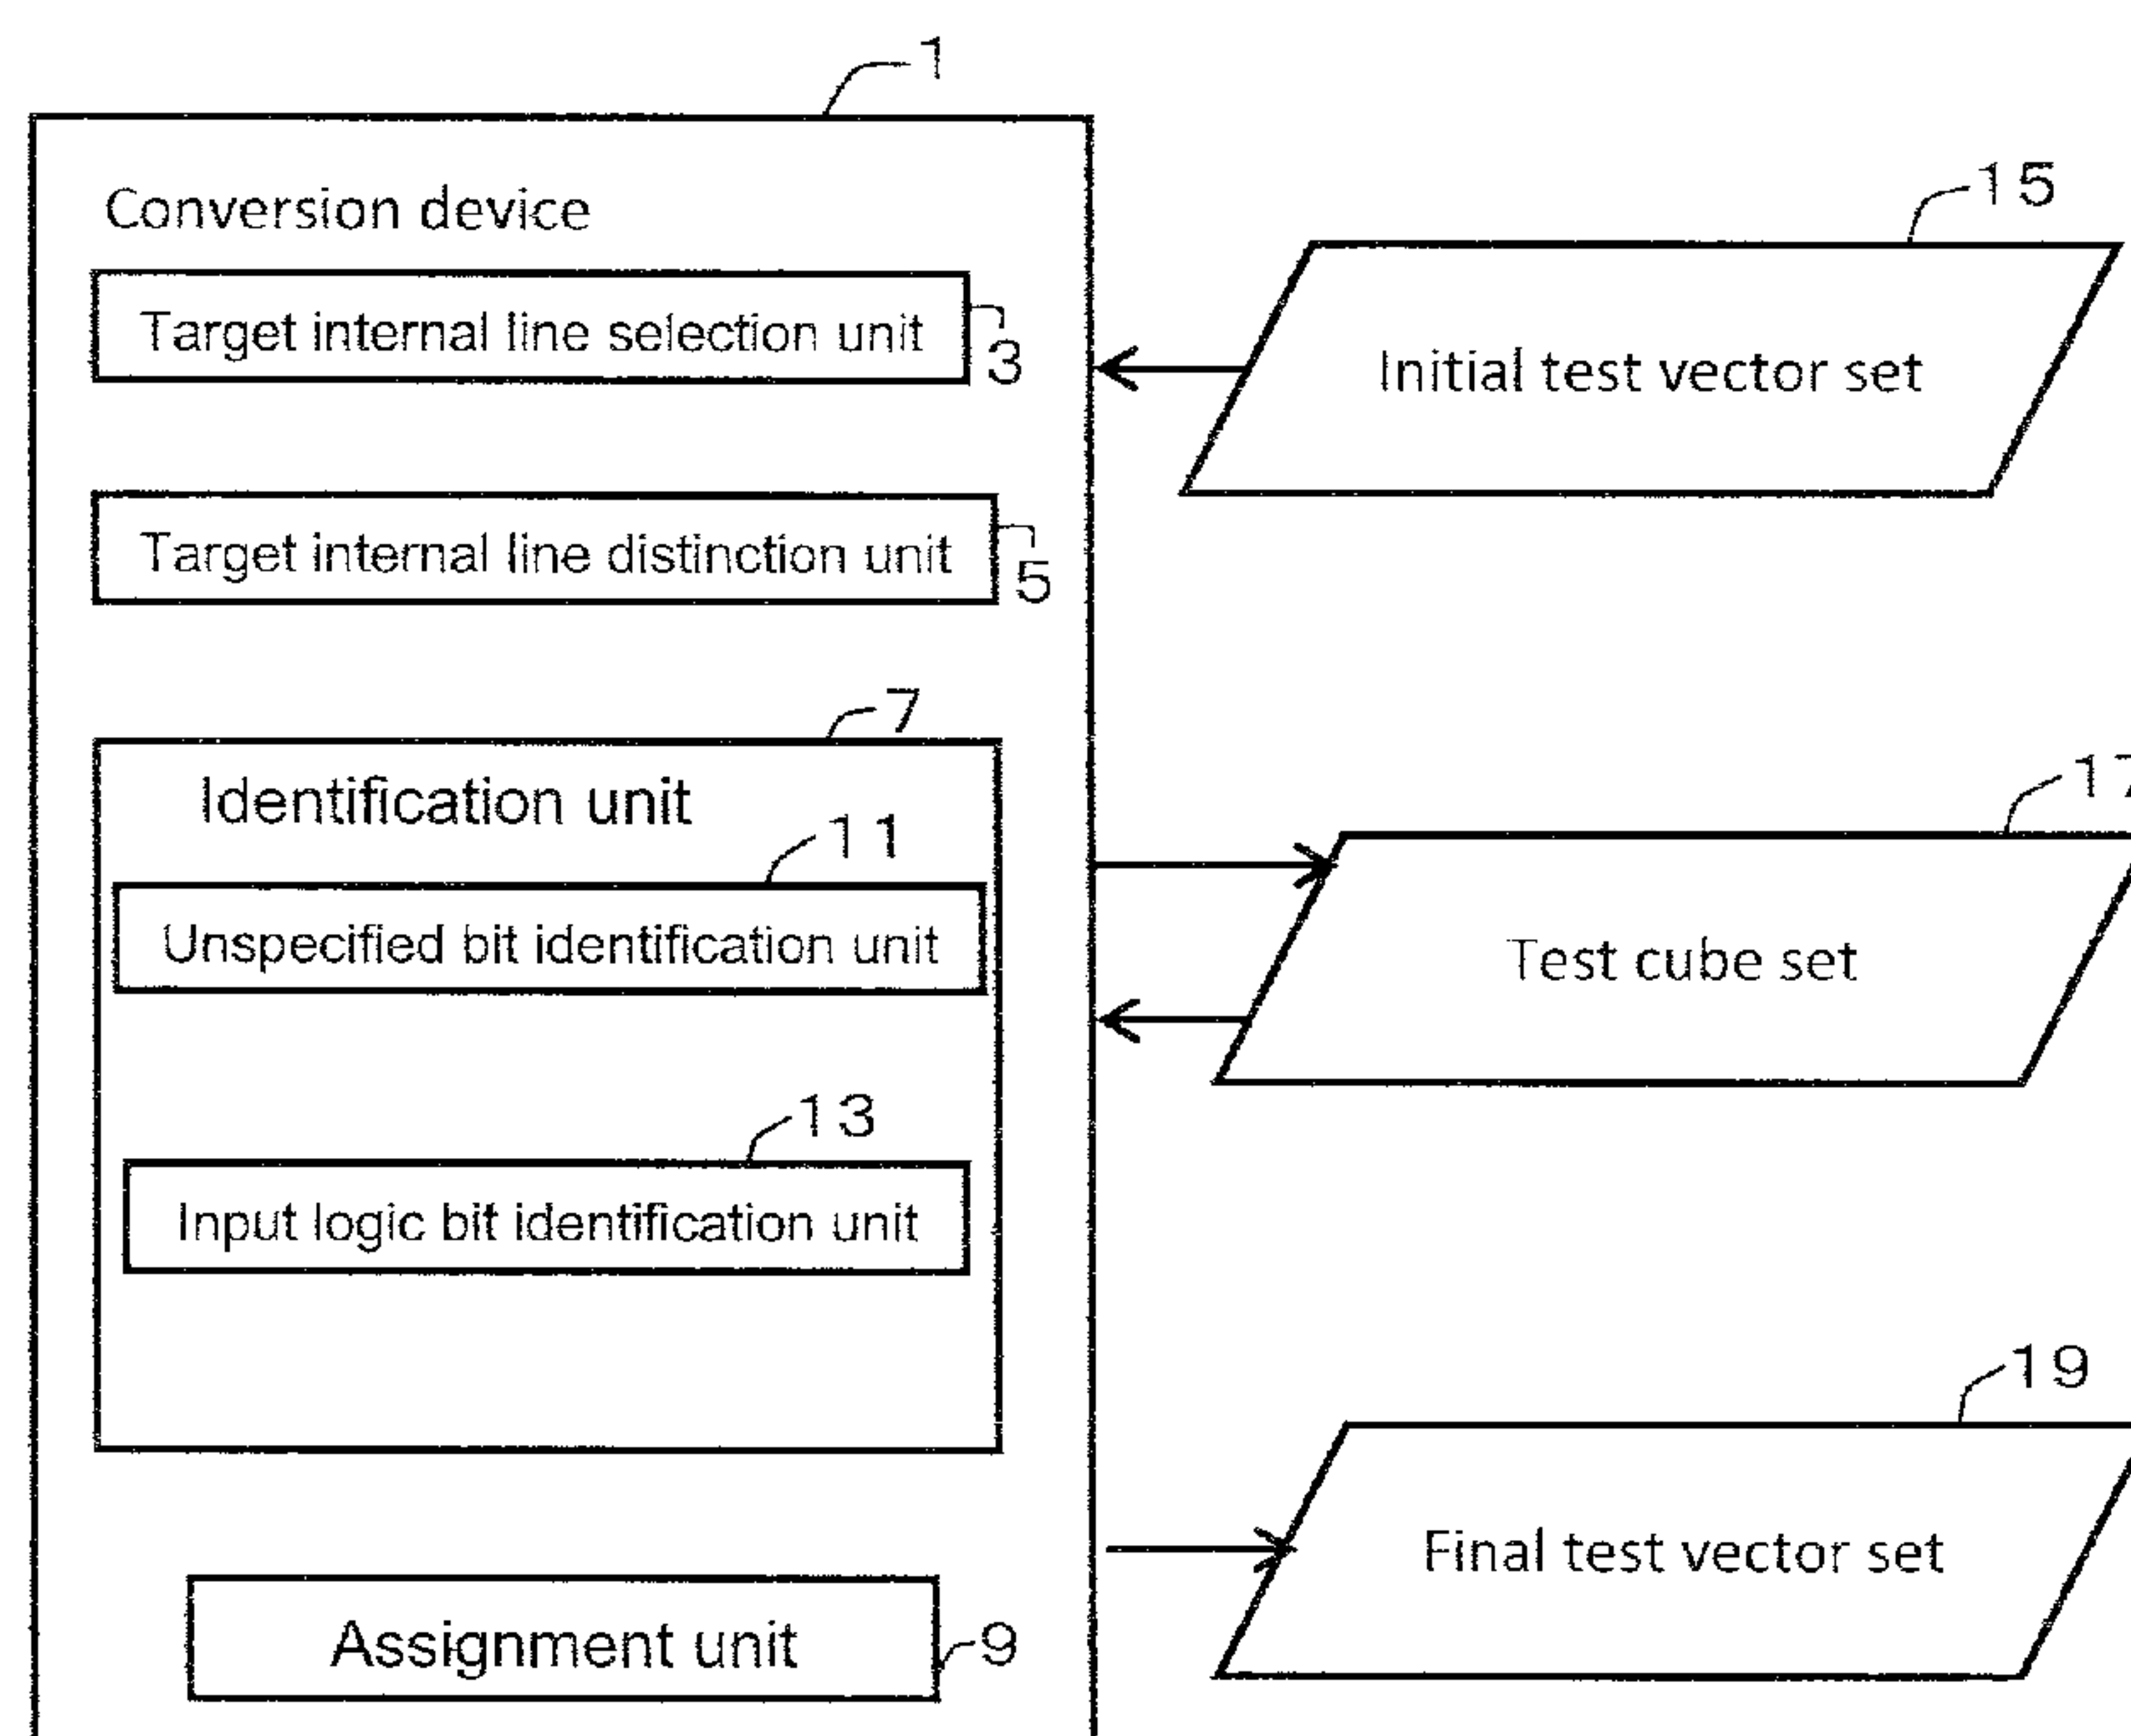 1
Conversion device
15
Target internal line selection unit
3
Initial test vector set
Target internal line distinction unit
5
7
Identification unit
17
11
Unspecified bit identification unit
Test cube set
13
Input logic bit identification unit
19
Final test vector set
Assignment unit
9